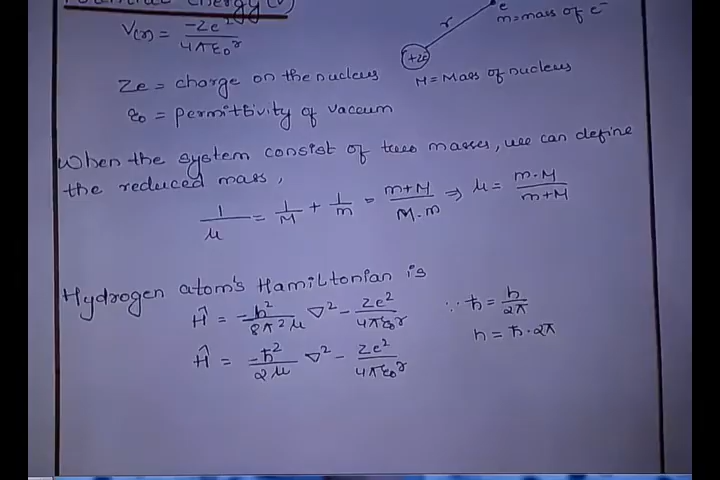 Potential Energy (V)
V(r) = -Ze²/4πε₀r
r
e
m = mass of e⁻
+Ze
M = Mass of nucleus
Ze = charge on the nucleus
ε₀ = permittivity of vaccum
When the system consist of two masses, we can define
the reduced mass,
1/μ = 1/M + 1/m = m+M/M.m ⇒ μ = m.M/m+M
Hydrogen atom's Hamiltonian is
Ĥ = -h²/8π²μ ∇² - Ze²/4πε₀r
∵ ħ = h/2π
Ĥ = -ħ²/2μ ∇² - Ze²/4πε₀r
h = ħ.2π